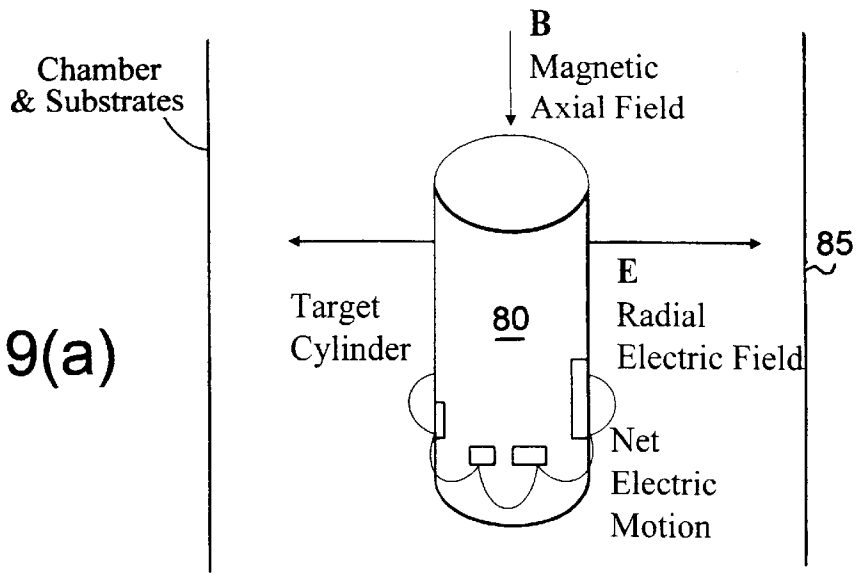 B
Magnetic
Axial Field
Chamber
& Substrates
85
E
Radial
Electric Field
Target
Cylinder
80
9(a)
Net
Electric
Motion